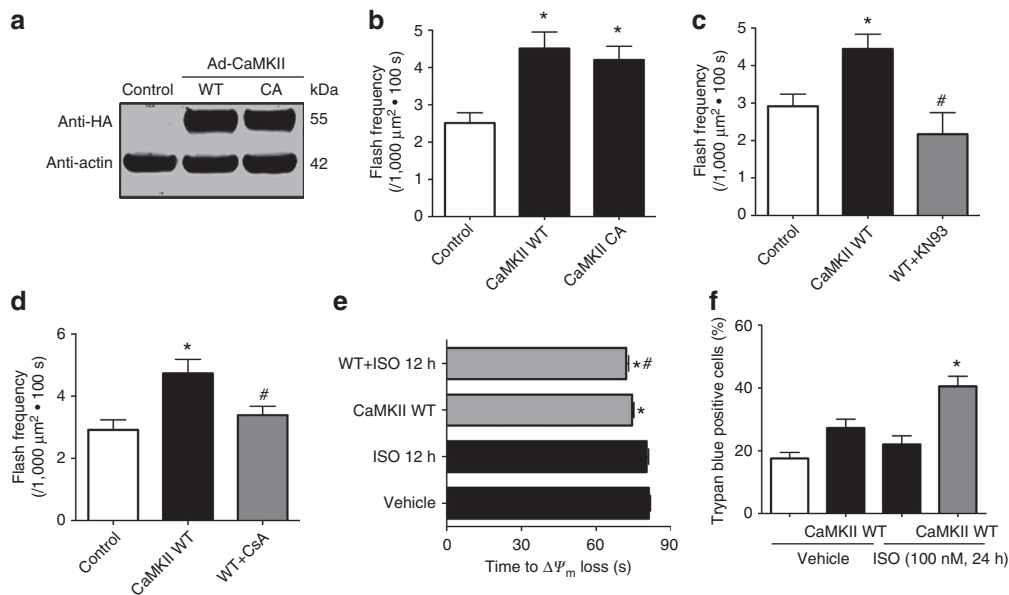 a
Ad-CaMKII
Control WT CA kDa
Anti-HA 55
Anti-actin 42
b
Flash frequency
(/1,000 μm² • 100 s)
5
4
3
2
1
0
* *
Control CaMKII WT CaMKII CA
c
Flash frequency
(/1,000 μm² • 100 s)
5
4
3
2
1
0
* #
Control CaMKII WT WT+KN93
d
Flash frequency
(/1,000 μm² • 100 s)
6
4
2
0
* #
Control CaMKII WT WT+CsA
e
WT+ISO 12 h *#
CaMKII WT *
ISO 12 h
Vehicle
0 30 60 90
Time to ΔΨm loss (s)
f
Trypan blue positive cells (%)
60
40
20
0
*
CaMKII WT CaMKII WT
Vehicle ISO (100 nM, 24 h)